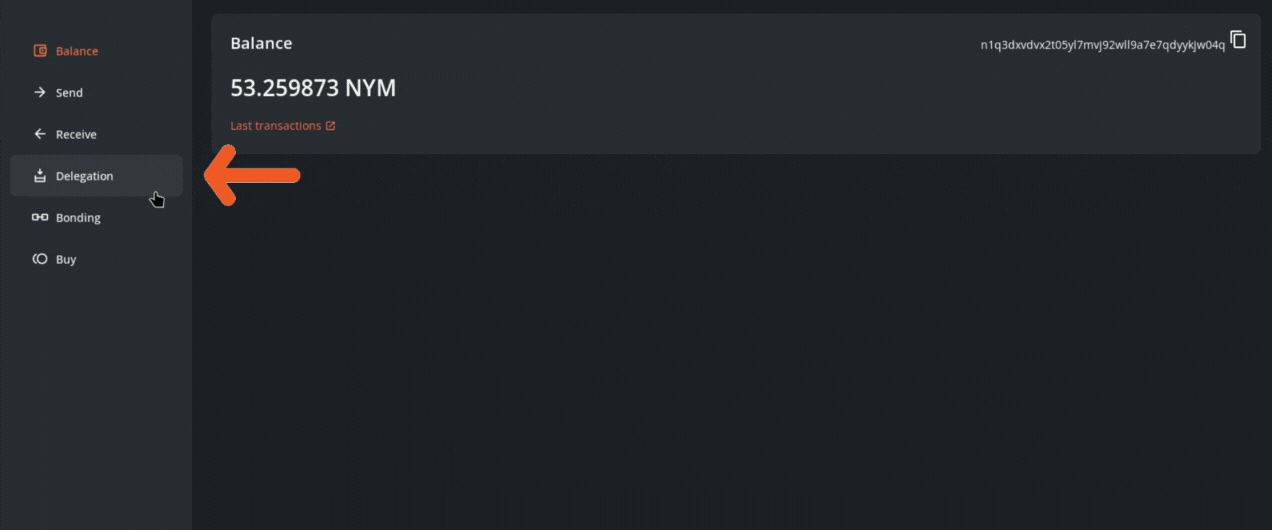 Balance
Send
Receive
Delegation
Bonding
Buy
Balance
n1q3dxvdvx2t05yl7mvj92wll9a7e7qdyykjw04q
53.259873 NYM
Last transactions